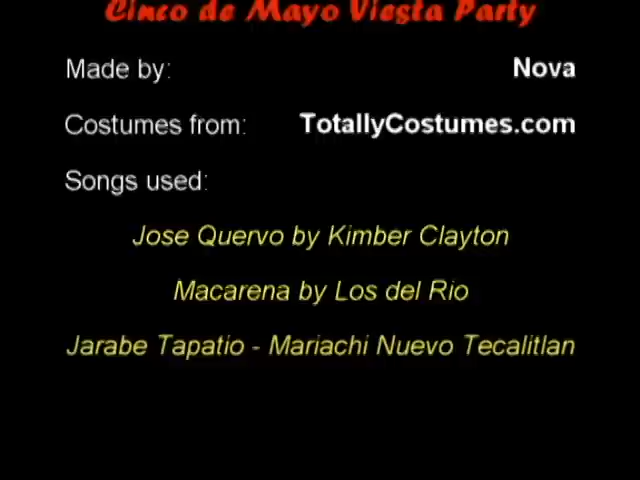 Cinco de Mayo Viesta Party
Made by: Nova
Costumes from: TotallyCostumes.com
Songs used:
Jose Quervo by Kimber Clayton
Macarena by Los del Rio
Jarabe Tapatio - Mariachi Nuevo Tecalitlan